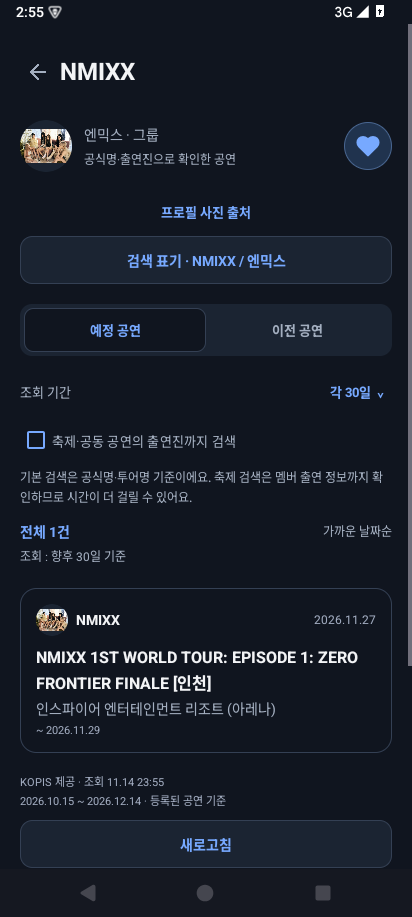 2:55
3G
NMIXX
엔믹스 · 그룹
공식명·출연진으로 확인한 공연
프로필 사진 출처
검색 표기 · NMIXX / 엔믹스
예정 공연
이전 공연
조회 기간
각 30일
축제·공동 공연의 출연진까지 검색
기본 검색은 공식명·투어명 기준이에요. 축제 검색은 멤버 출연 정보까지 확
인하므로 시간이 더 걸릴 수 있어요.
전체 1건
가까운 날짜순
조회 : 향후 30일 기준
NMIXX
2026.11.27
NMIXX 1ST WORLD TOUR: EPISODE 1: ZERO
FRONTIER FINALE [인천]
인스파이어 엔터테인먼트 리조트 (아레나)
~ 2026.11.29
KOPIS 제공 · 조회 11.14 23:55
2026.10.15 ~ 2026.12.14 · 등록된 공연 기준
새로고침